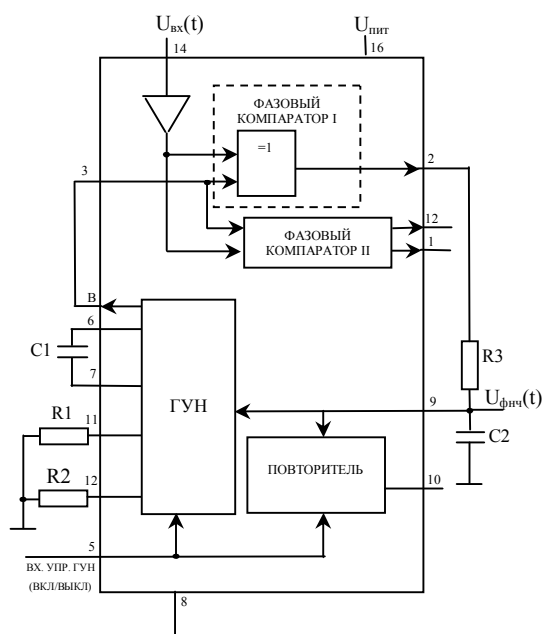 Uвх(t)
Uпит
14
16
ФАЗОВЫЙ
КОМПАРАТОР I
=1
3
2
12
ФАЗОВЫЙ
КОМПАРАТОР II
1
В
6
C1
7
ГУН
R3
9
Uфнч(t)
R1
11
C2
R2
12
ПОВТОРИТЕЛЬ
10
5
ВХ. УПР. ГУН
(ВКЛ/ВЫКЛ)
8